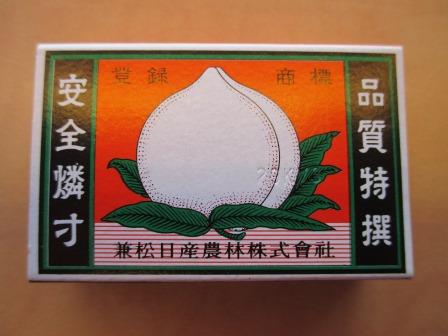 登録 商標
品質特撰
安全燐寸
兼松日産農林株式會社